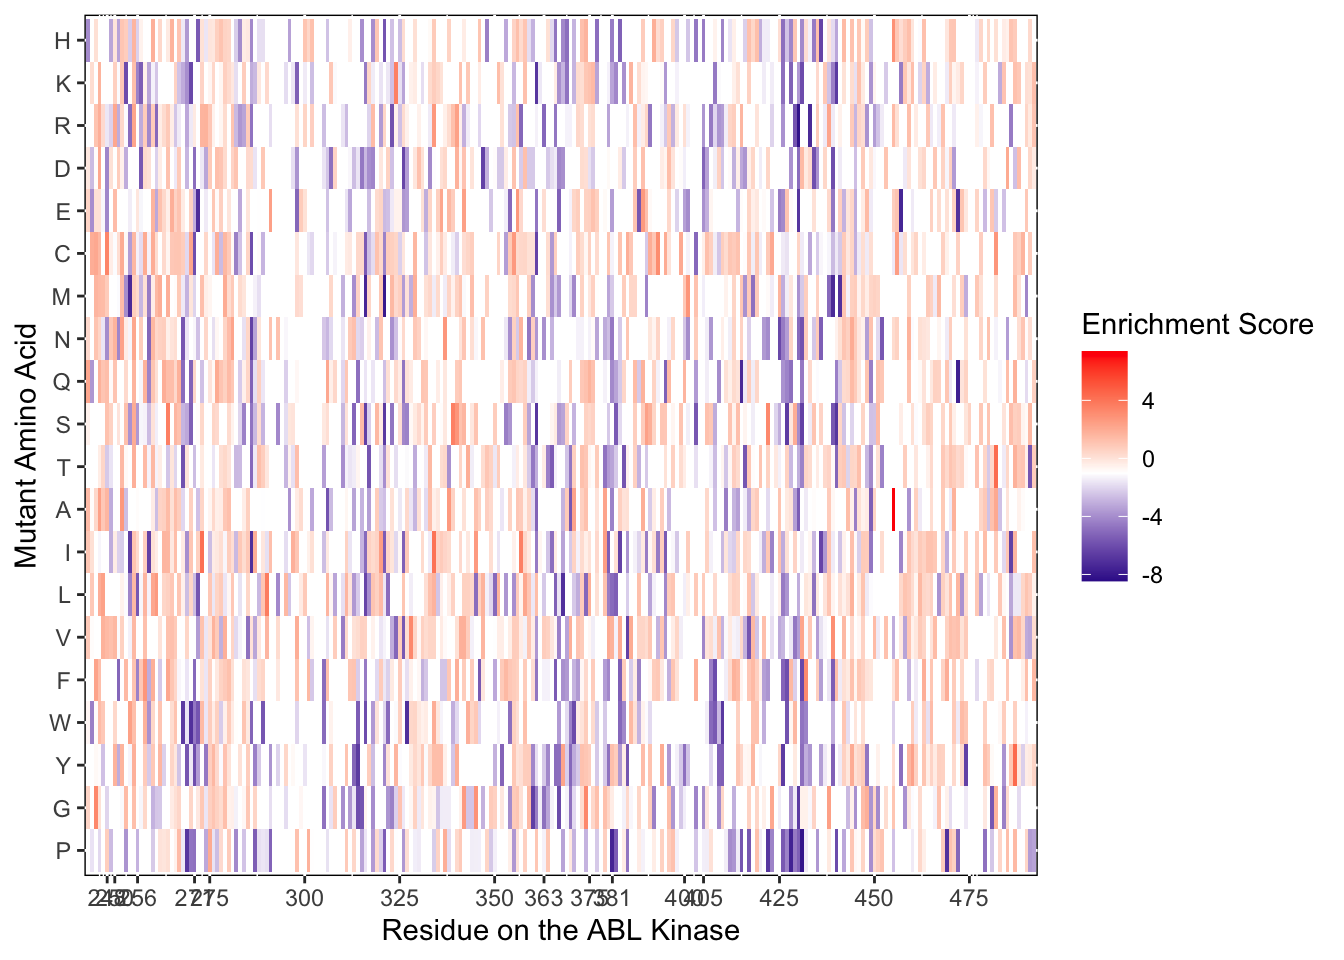 H
K
R
D
E
C
M
N
Q
S
T
A
I
L
V
F
W
Y
G
P
Mutant Amino Acid
256 275 300 325 350 363 381 405 425 450 475
Residue on the ABL Kinase
Enrichment Score
4
0
-4
-8